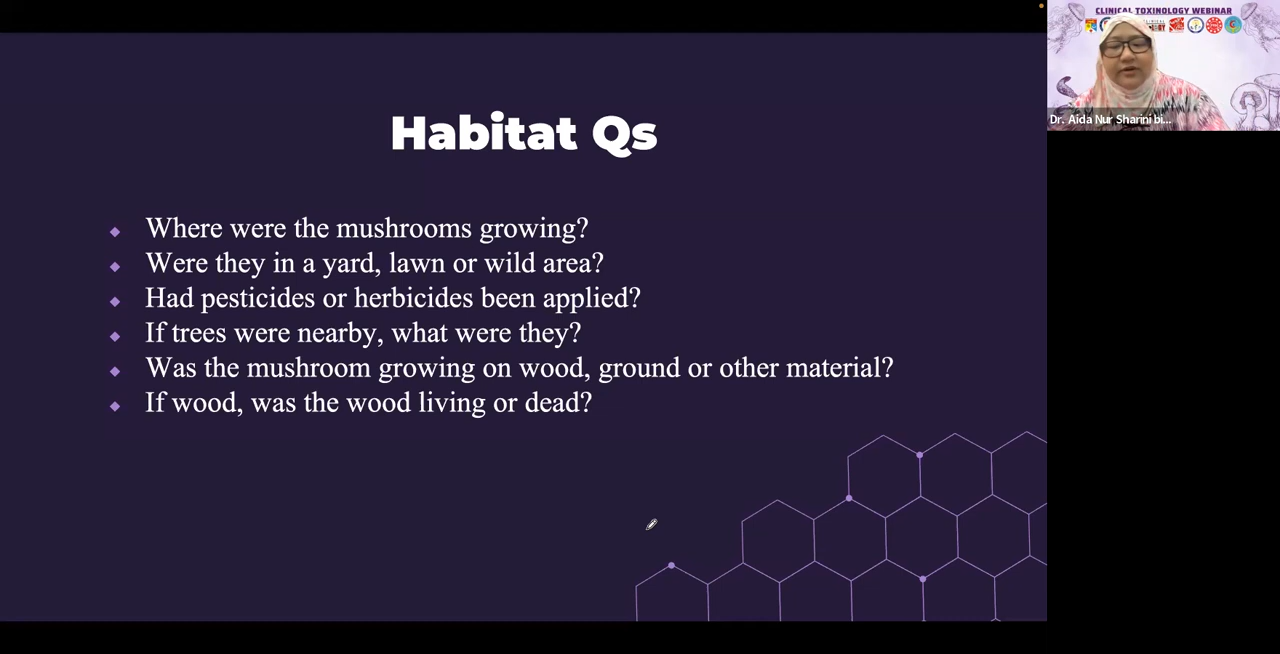 CLINICAL TOXINOLOGY WEBINAR
Dr. Aida Nur Sharini bi...
Habitat Qs
Where were the mushrooms growing?
Were they in a yard, lawn or wild area?
Had pesticides or herbicides been applied?
If trees were nearby, what were they?
Was the mushroom growing on wood, ground or other material?
If wood, was the wood living or dead?